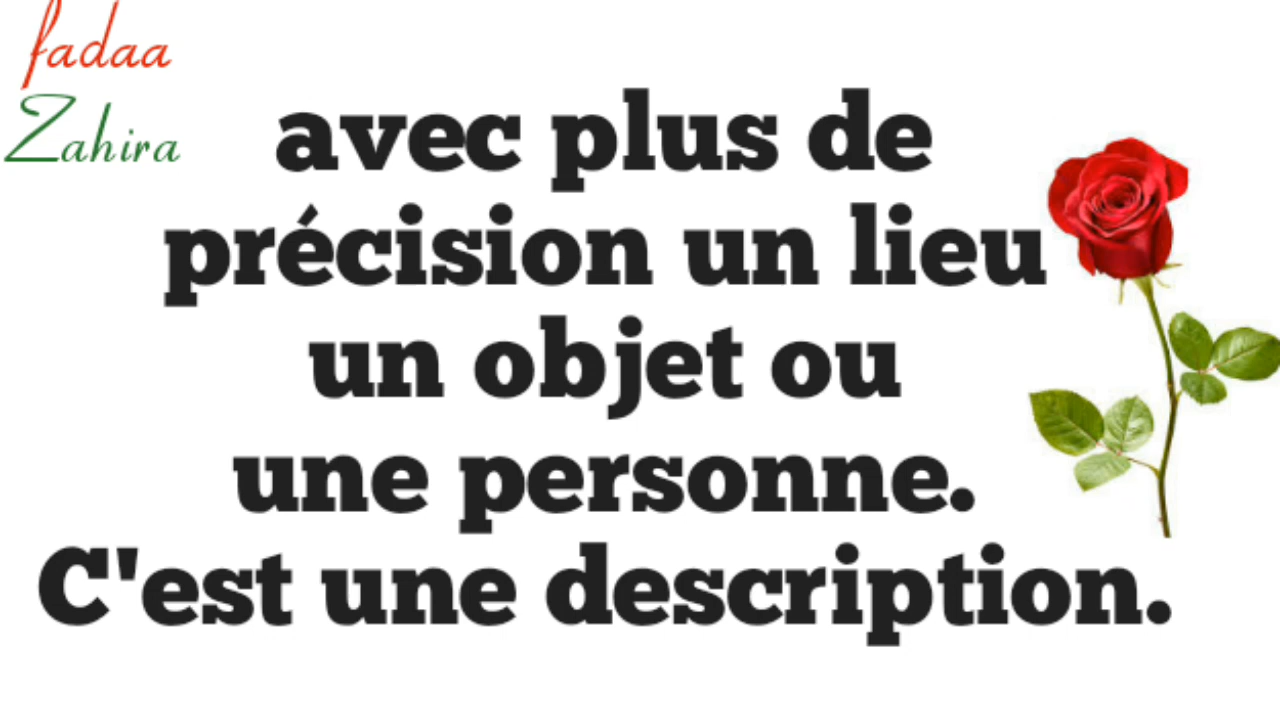 fadaa
Zahira
avec plus de
précision un lieu
un objet ou
une personne.
C'est une description.